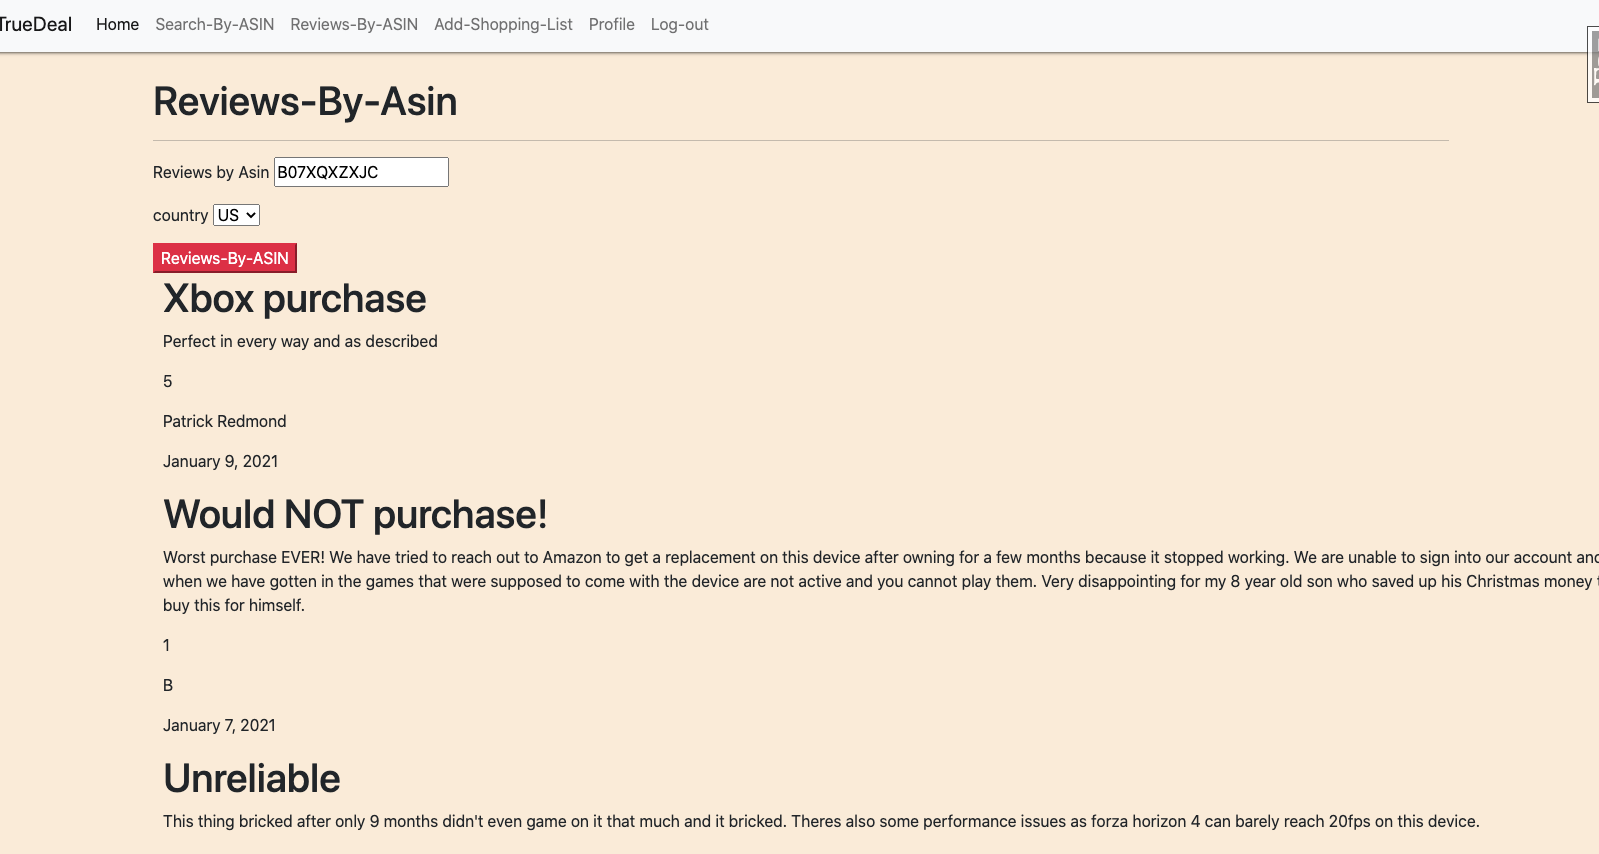 TrueDeal Home Search-By-ASIN Reviews-By-ASIN Add-Shopping-List Profile Log-out
Reviews-By-Asin
Reviews by Asin B07XQXZXJC
country US
Reviews-By-ASIN
Xbox purchase
Perfect in every way and as described
5
Patrick Redmond
January 9, 2021
Would NOT purchase!
Worst purchase EVER! We have tried to reach out to Amazon to get a replacement on this device after owning for a few months because it stopped working. We are unable to sign into our account and
when we have gotten in the games that were supposed to come with the device are not active and you cannot play them. Very disappointing for my 8 year old son who saved up his Christmas money
buy this for himself.
1
B
January 7, 2021
Unreliable
This thing bricked after only 9 months didn't even game on it that much and it bricked. Theres also some performance issues as forza horizon 4 can barely reach 20fps on this device.